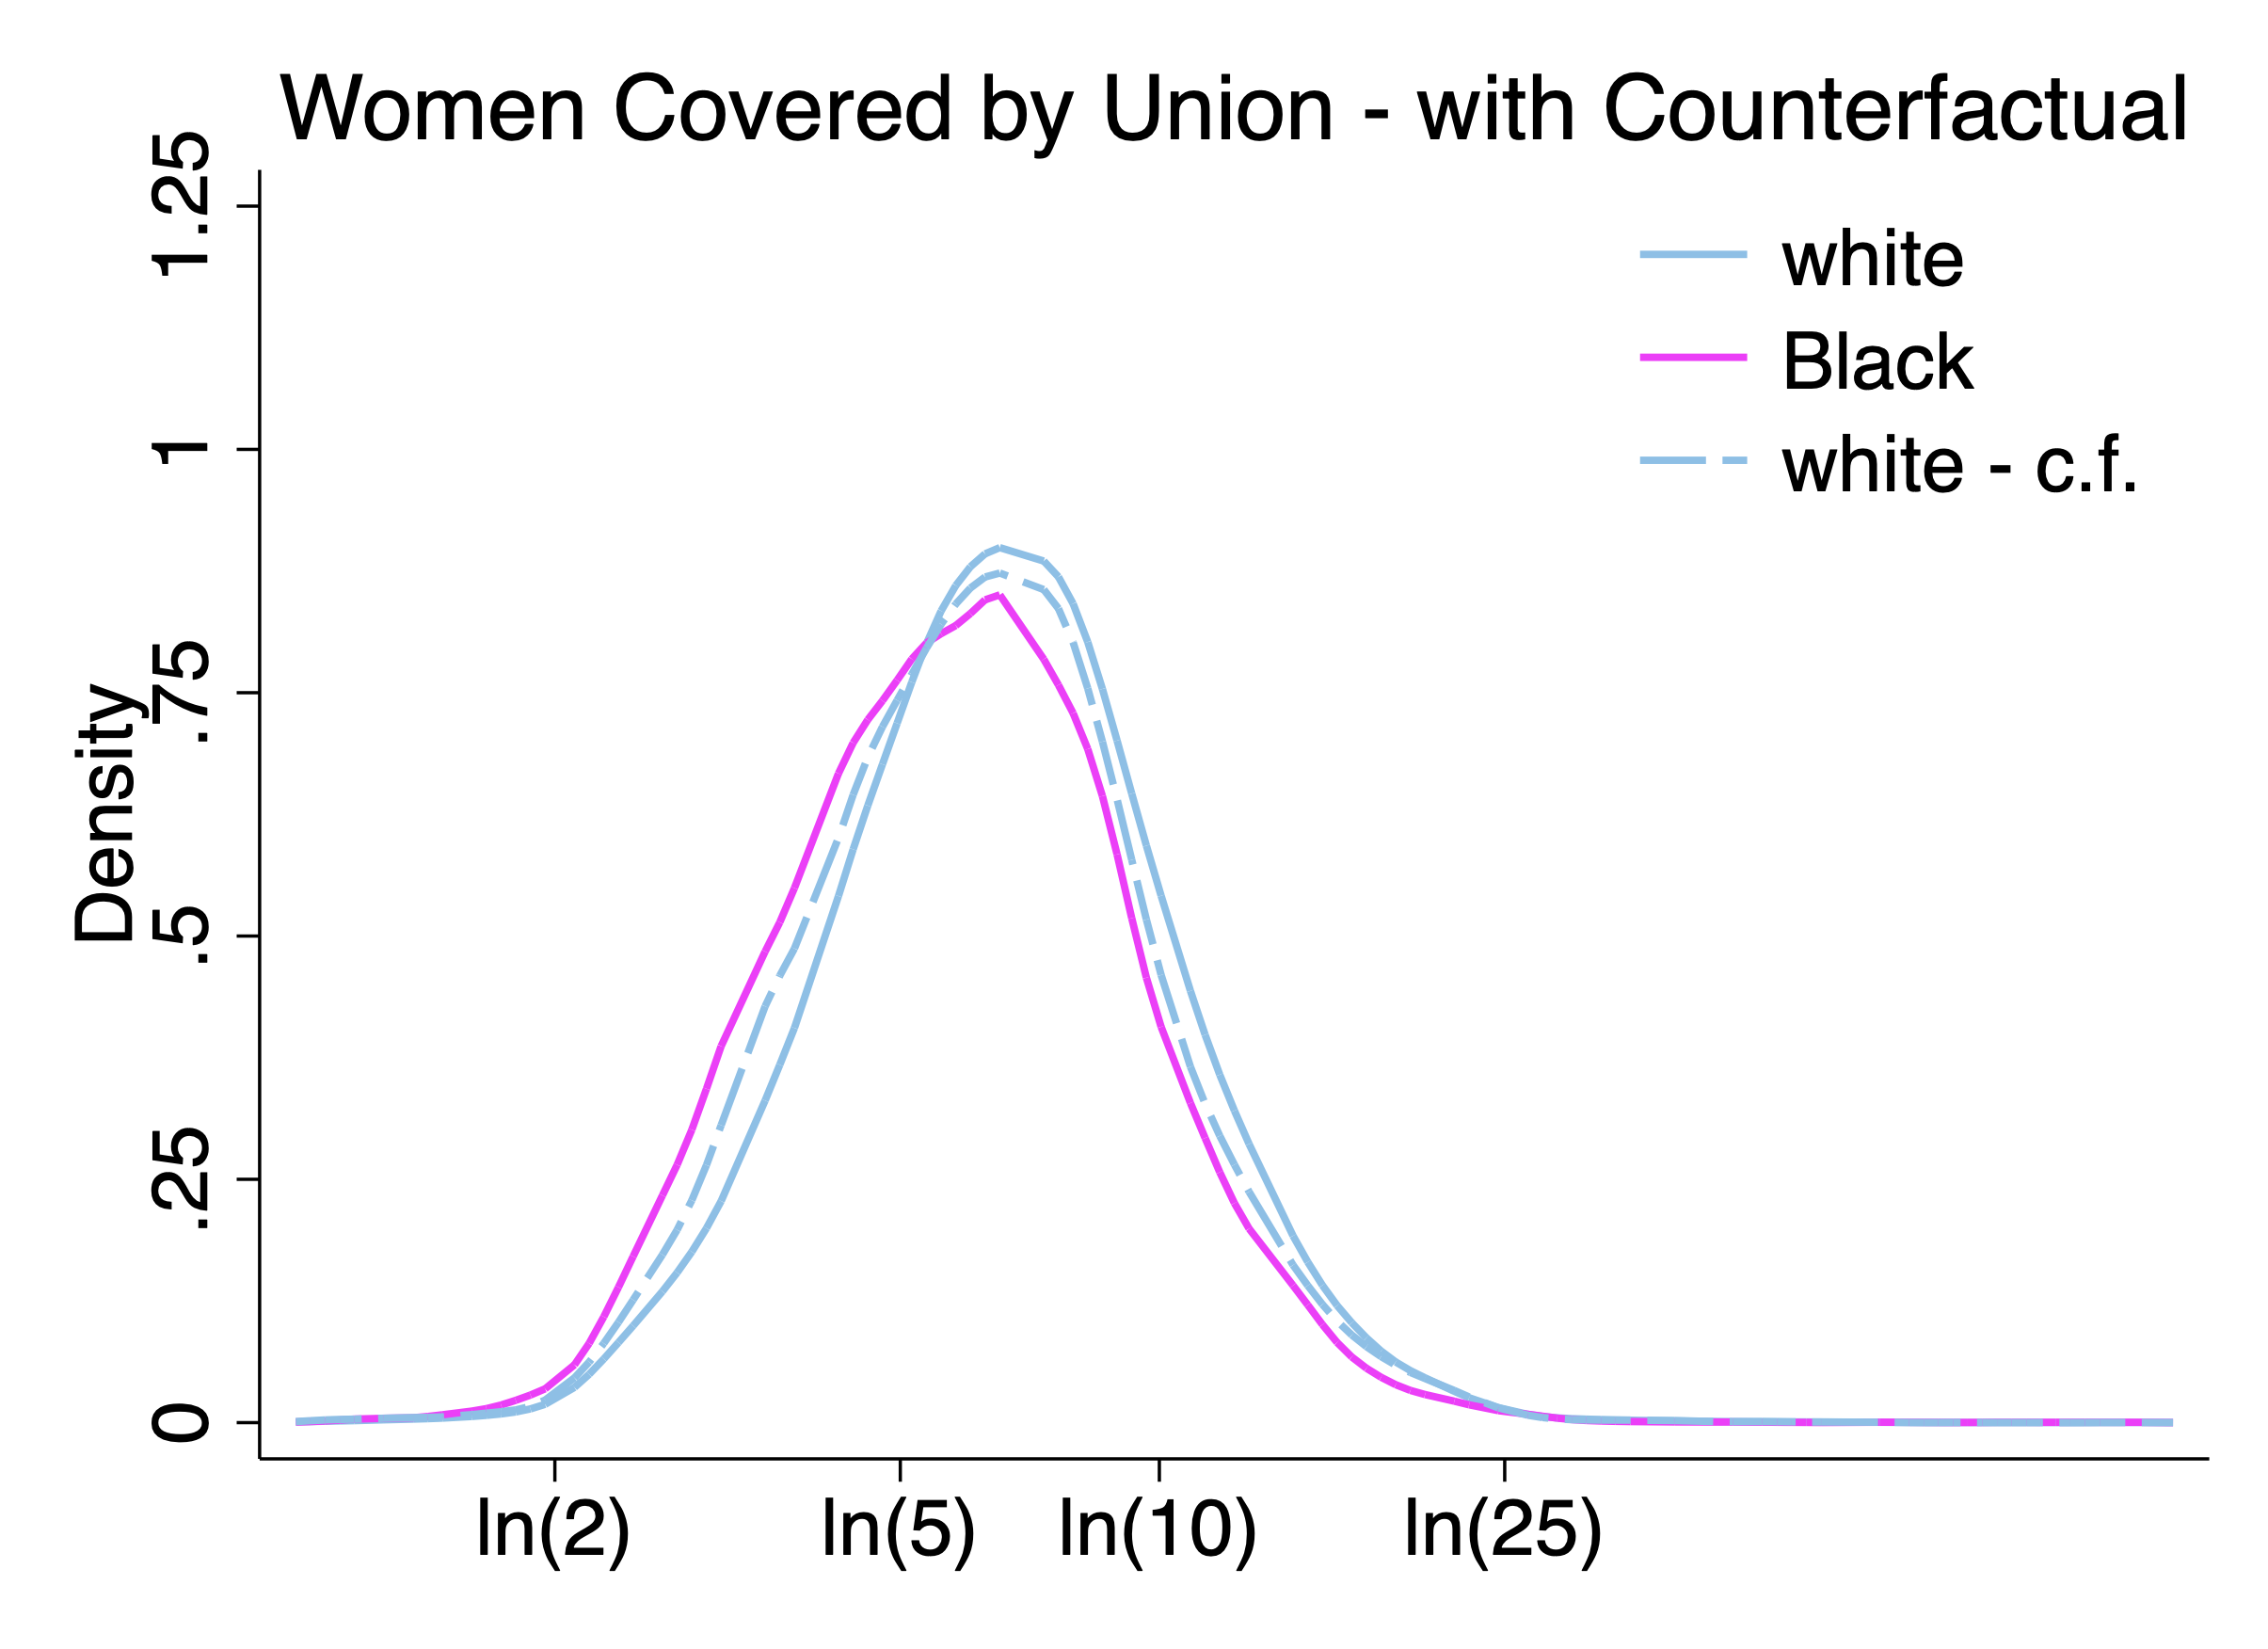 Women Covered by Union - with Counterfactual
white
Black
white - c.f.
Density
1.25
1
.75
.5
.25
0
ln(2)
ln(5)
ln(10)
ln(25)